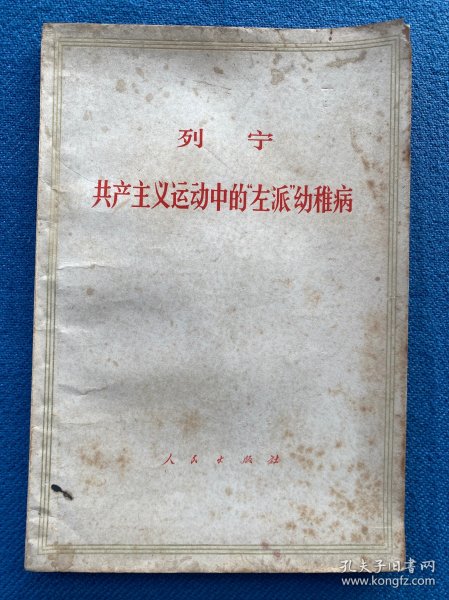 列 宁
共产主义运动中的“左派”幼稚病
人民出版社
孔夫子旧书网
www.kongfz.com